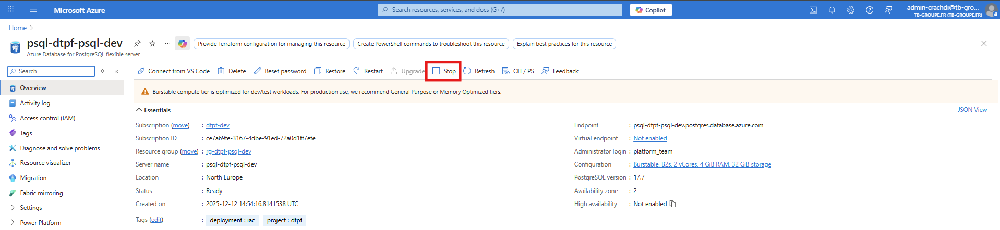 Microsoft Azure
Search resources, services, and docs (G+/)
Copilot
admin-crachdi@tb-gro...
TB-GROUPE.FR (TB-GROUPE.FR)
Home
psql-dtpf-psql-dev
Azure Database for PostgreSQL flexible server
Provide Terraform configuration for managing this resource
Create PowerShell commands to troubleshoot this resource
Explain best practices for this resource
Search
Connect from VS Code
Delete
Reset password
Restore
Restart
Upgrade
Stop
Refresh
CLI / PS
Feedback
Overview
Activity log
Access control (IAM)
Tags
Diagnose and solve problems
Resource visualizer
Migration
Fabric mirroring
Settings
Power Platform
Burstable compute tier is optimized for dev/test workloads. For production use, we recommend General Purpose or Memory Optimized tiers.
Essentials
JSON View
Subscription (move) : dtpf-dev
Subscription ID : ce7a69fe-3167-4dbe-91ed-72a0d1ff7efe
Resource group (move) : rg-dtpf-psql-dev
Server name : psql-dtpf-psql-dev
Location : North Europe
Status : Ready
Created on : 2025-12-12 14:54:16.8141538 UTC
Tags (edit) : deployment : iac project : dtpf
Endpoint : psql-dtpf-psql-dev.postgres.database.azure.com
Virtual endpoint : Not enabled
Administrator login : platform_team
Configuration : Burstable, B2s, 2 vCores, 4 GiB RAM, 32 GiB storage
PostgreSQL version : 17.7
Availability zone : 2
High availability : Not enabled